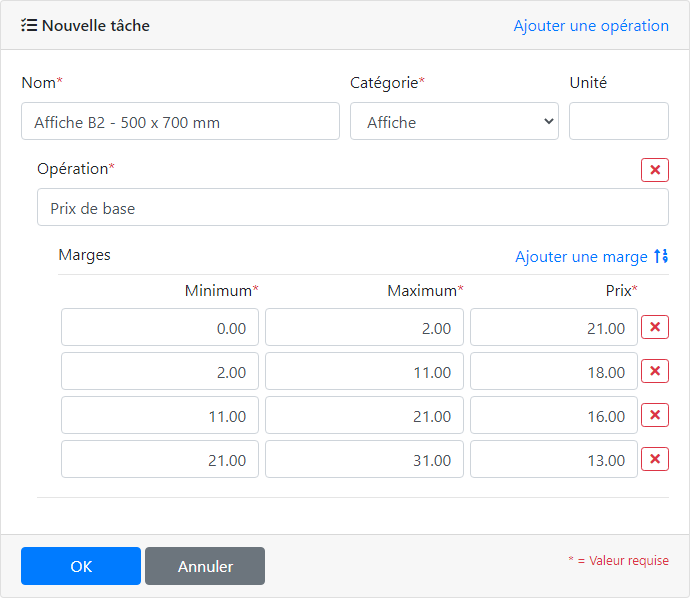 Nouvelle tâche Ajouter une opération
Nom* Catégorie* Unité
Affiche B2 - 500 x 700 mm Affiche
Opération*
Prix de base
Marges Ajouter une marge
Minimum* Maximum* Prix*
0.00 2.00 21.00
2.00 11.00 18.00
11.00 21.00 16.00
21.00 31.00 13.00
OK Annuler * = Valeur requise